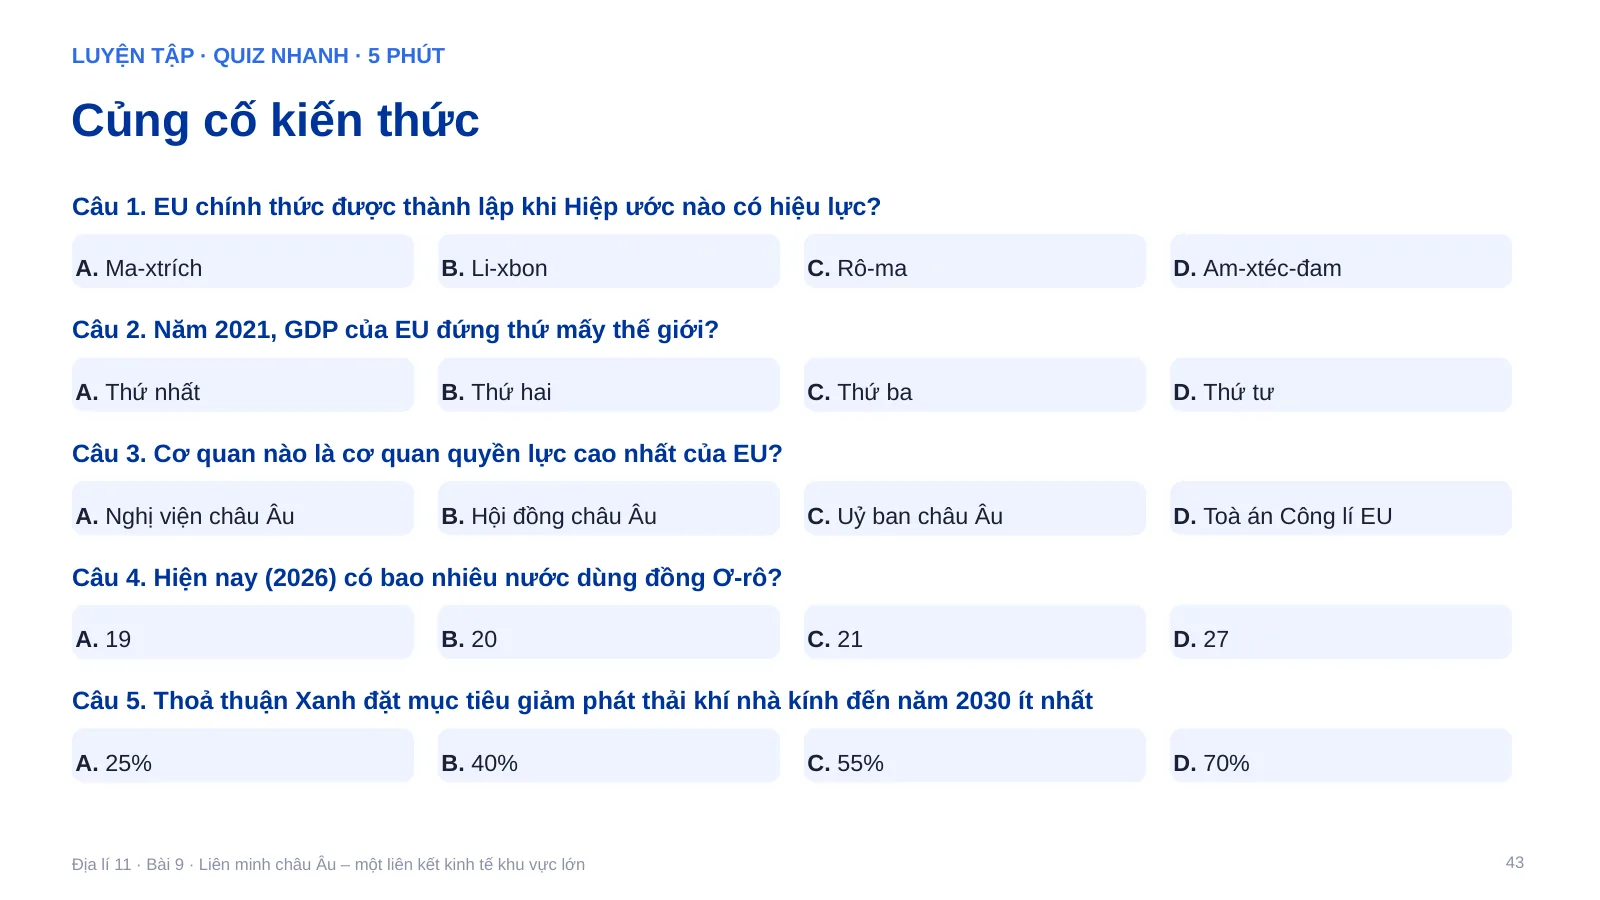 LUYỆN TẬP · QUIZ NHANH · 5 PHÚT
Củng cố kiến thức
Câu 1. EU chính thức được thành lập khi Hiệp ước nào có hiệu lực?
A. Ma-xtrích
B. Li-xbon
C. Rô-ma
D. Am-xtéc-đam
Câu 2. Năm 2021, GDP của EU đứng thứ mấy thế giới?
A. Thứ nhất
B. Thứ hai
C. Thứ ba
D. Thứ tư
Câu 3. Cơ quan nào là cơ quan quyền lực cao nhất của EU?
A. Nghị viện châu Âu
B. Hội đồng châu Âu
C. Uỷ ban châu Âu
D. Toà án Công lí EU
Câu 4. Hiện nay (2026) có bao nhiêu nước dùng đồng Ơ-rô?
A. 19
B. 20
C. 21
D. 27
Câu 5. Thoả thuận Xanh đặt mục tiêu giảm phát thải khí nhà kính đến năm 2030 ít nhất
A. 25%
B. 40%
C. 55%
D. 70%
Địa lí 11 · Bài 9 · Liên minh châu Âu – một liên kết kinh tế khu vực lớn
43